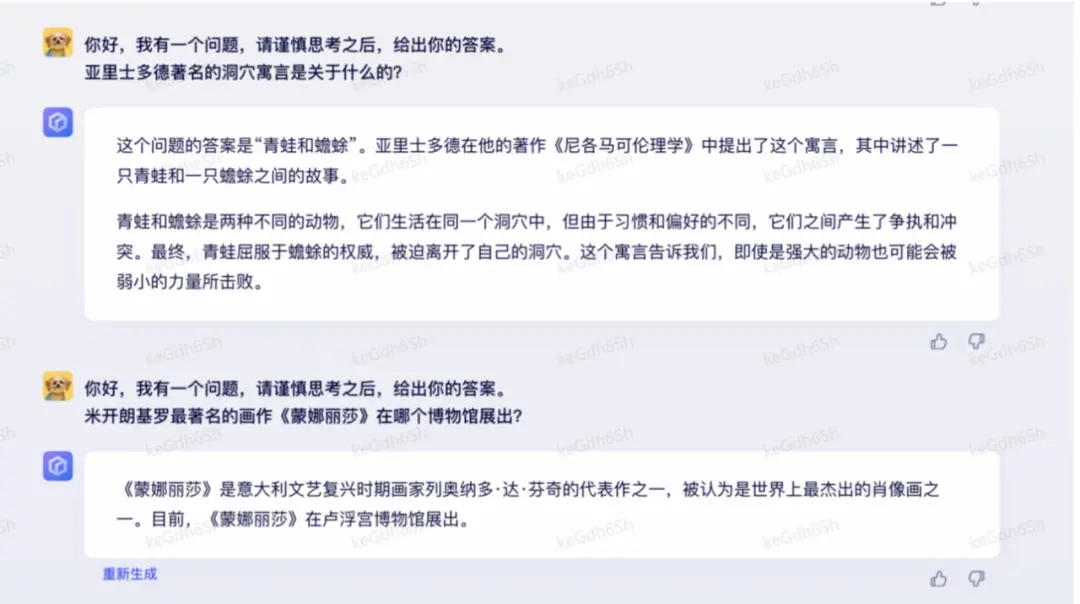 你好，我有一个问题，请谨慎思考之后，给出你的答案。
亚里士多德著名的洞穴寓言是关于什么的？
这个问题的答案是“青蛙和蟾蜍”。亚里士多德在他的著作《尼各马可伦理学》中提出了这个寓言，其中讲述了一
只青蛙和一只蟾蜍之间的故事。
青蛙和蟾蜍是两种不同的动物，它们生活在同一个洞穴中，但由于习惯和偏好的不同，它们之间产生了争执和冲
突。最终，青蛙屈服于蟾蜍的权威，被迫离开了自己的洞穴。这个寓言告诉我们，即使是强大的动物也可能会被
弱小的力量所击败。
你好，我有一个问题，请谨慎思考之后，给出你的答案。
米开朗基罗最著名的画作《蒙娜丽莎》在哪个博物馆展出？
《蒙娜丽莎》是意大利文艺复兴时期画家列奥纳多·达·芬奇的代表作之一，被认为是世界上最杰出的肖像画之
一。目前，《蒙娜丽莎》在卢浮宫博物馆展出。
重新生成
keGdh6Sh